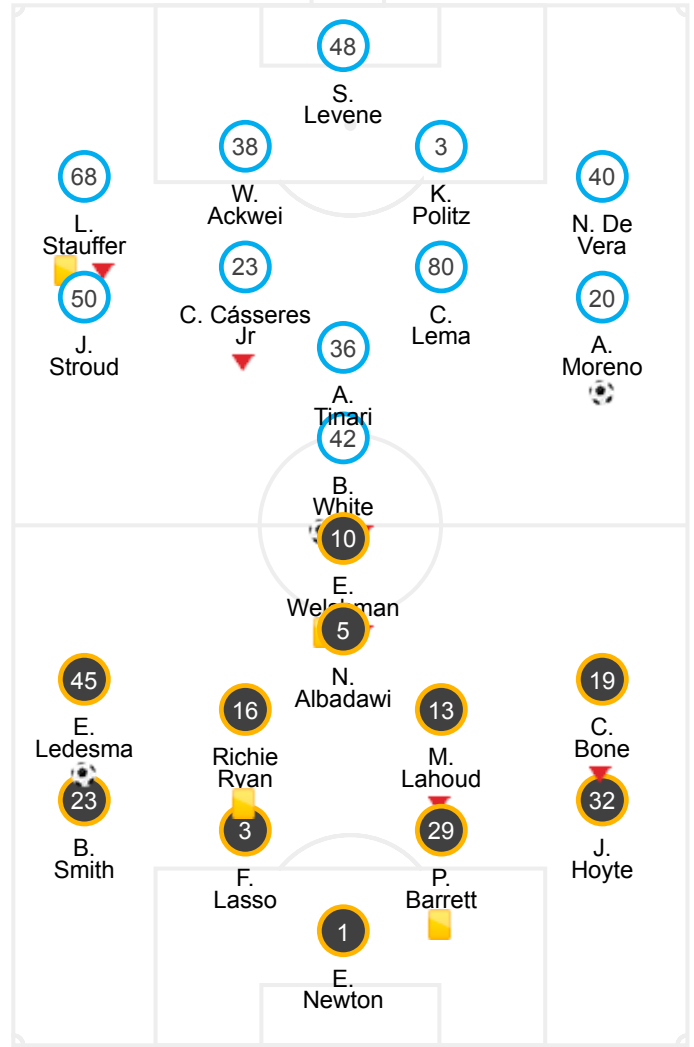 48
S.
Levene
38
3
W.
Ackwei
K.
Politz
68
40
L.
Stauffer
N. De
Vera
23
80
C. Cásseres
Jr
C.
Lema
50
20
J.
Stroud
A.
Moreno
36
A.
Tinari
42
B.
White
10
E.
Welshman
5
N.
Albadawi
45
19
E.
Ledesma
C.
Bone
16
13
Richie
Ryan
M.
Lahoud
23
32
B.
Smith
J.
Hoyte
3
29
F.
Lasso
P.
Barrett
1
E.
Newton